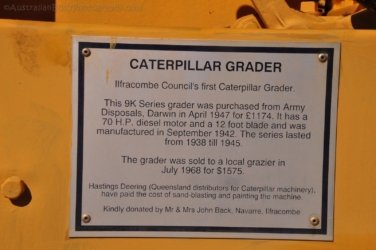 CATERPILLAR GRADER
Ilfracombe Council's first Caterpillar Grader.
This 9K Series grader was purchased from Army
Disposals, Darwin in April 1947 for £1174. It has a
70 H.P. diesel motor and a 12 foot blade and was
manufactured in September 1942. The series lasted
from 1938 till 1945.
The grader was sold to a local grazier in
July 1968 for $1575.
Hastings Deering (Queensland distributors for Caterpillar machinery),
have paid the cost of sand-blasting and painting the machine
Kindly donated by Mr & Mrs John Back, Navarre, Ilfracombe